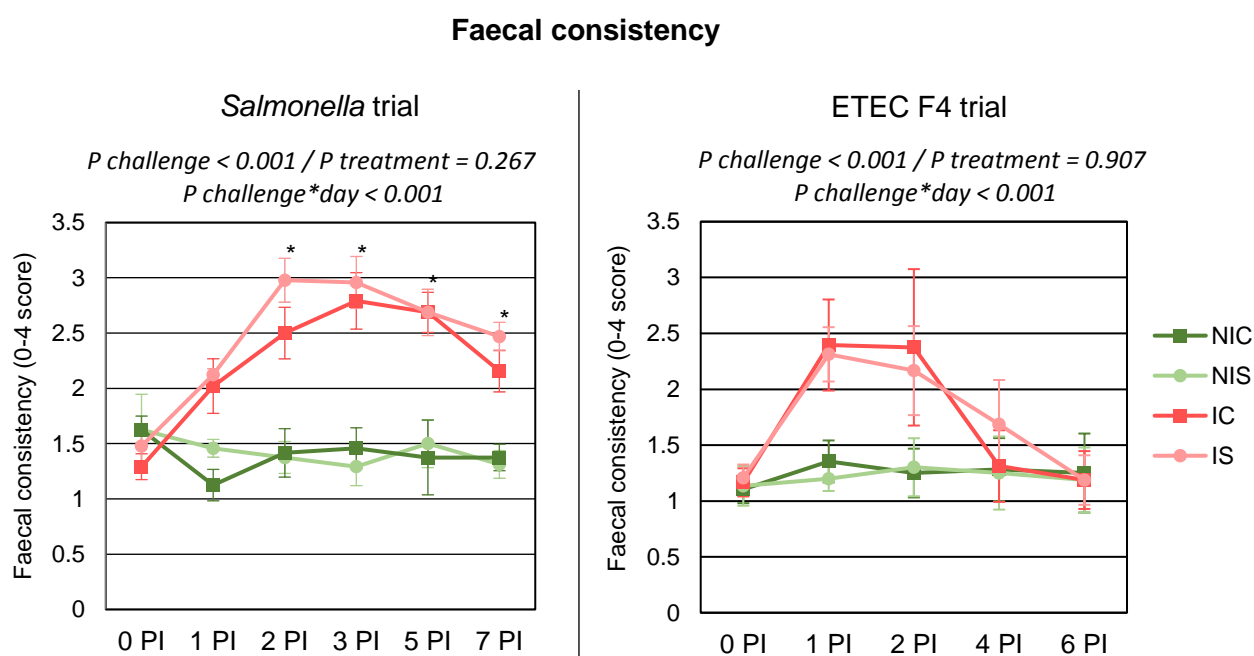 Faecal consistency
Salmonella trial
P challenge < 0.001 / P treatment = 0.267
P challenge*day < 0.001
Faecal consistency (0-4 score)
3.5
3
2.5
2
1.5
1
0.5
0
* * * *
0 PI 1 PI 2 PI 3 PI 5 PI 7 PI
ETEC F4 trial
P challenge < 0.001 / P treatment = 0.907
P challenge*day < 0.001
Faecal consistency (0-4 score)
3.5
3
2.5
2
1.5
1
0.5
0
0 PI 1 PI 2 PI 4 PI 6 PI
NIC
NIS
IC
IS